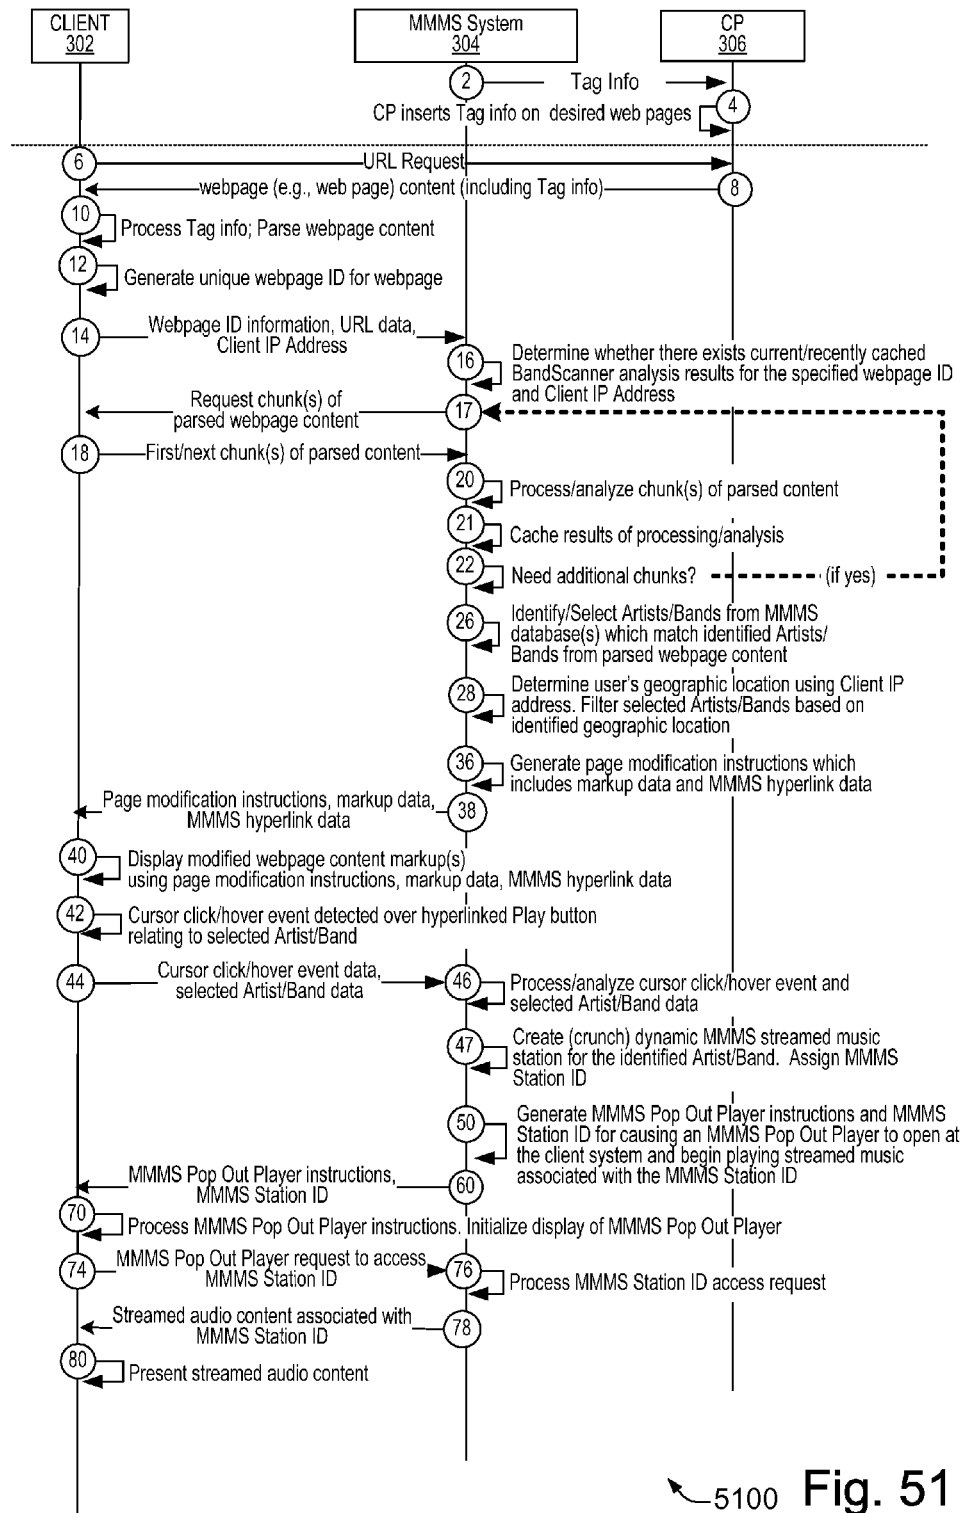 CLIENT
302
MMMS System
304
CP
306
2
Tag Info
4
CP inserts Tag info on desired web pages
6
URL Request
webpage (e.g., web page) content (including Tag info)
8
10
Process Tag info; Parse webpage content
12
Generate unique webpage ID for webpage
14
Webpage ID information, URL data,
Client IP Address
16
Determine whether there exists current/recently cached
BandScanner analysis results for the specified webpage ID
and Client IP Address
Request chunk(s) of
parsed webpage content
17
18
First/next chunk(s) of parsed content
20
Process/analyze chunk(s) of parsed content
21
Cache results of processing/analysis
22
Need additional chunks?
(if yes)
26
Identify/Select Artists/Bands from MMMS
database(s) which match identified Artists/
Bands from parsed webpage content
28
Determine user's geographic location using Client IP
address. Filter selected Artists/Bands based on
identified geographic location
36
Generate page modification instructions which
includes markup data and MMMS hyperlink data
Page modification instructions, markup data,
MMMS hyperlink data
38
40
Display modified webpage content markup(s)
using page modification instructions, markup data, MMMS hyperlink data
42
Cursor click/hover event detected over hyperlinked Play button
relating to selected Artist/Band
44
Cursor click/hover event data,
selected Artist/Band data
46
Process/analyze cursor click/hover event and
selected Artist/Band data
47
Create (crunch) dynamic MMMS streamed music
station for the identified Artist/Band. Assign MMMS
Station ID
50
Generate MMMS Pop Out Player instructions and MMMS
Station ID for causing an MMMS Pop Out Player to open at
the client system and begin playing streamed music
associated with the MMMS Station ID
MMMS Pop Out Player instructions,
MMMS Station ID
60
70
Process MMMS Pop Out Player instructions. Initialize display of MMMS Pop Out Player
74
MMMS Pop Out Player request to access
MMMS Station ID
76
Process MMMS Station ID access request
Streamed audio content associated with
MMMS Station ID
78
80
Present streamed audio content
5100
Fig. 51